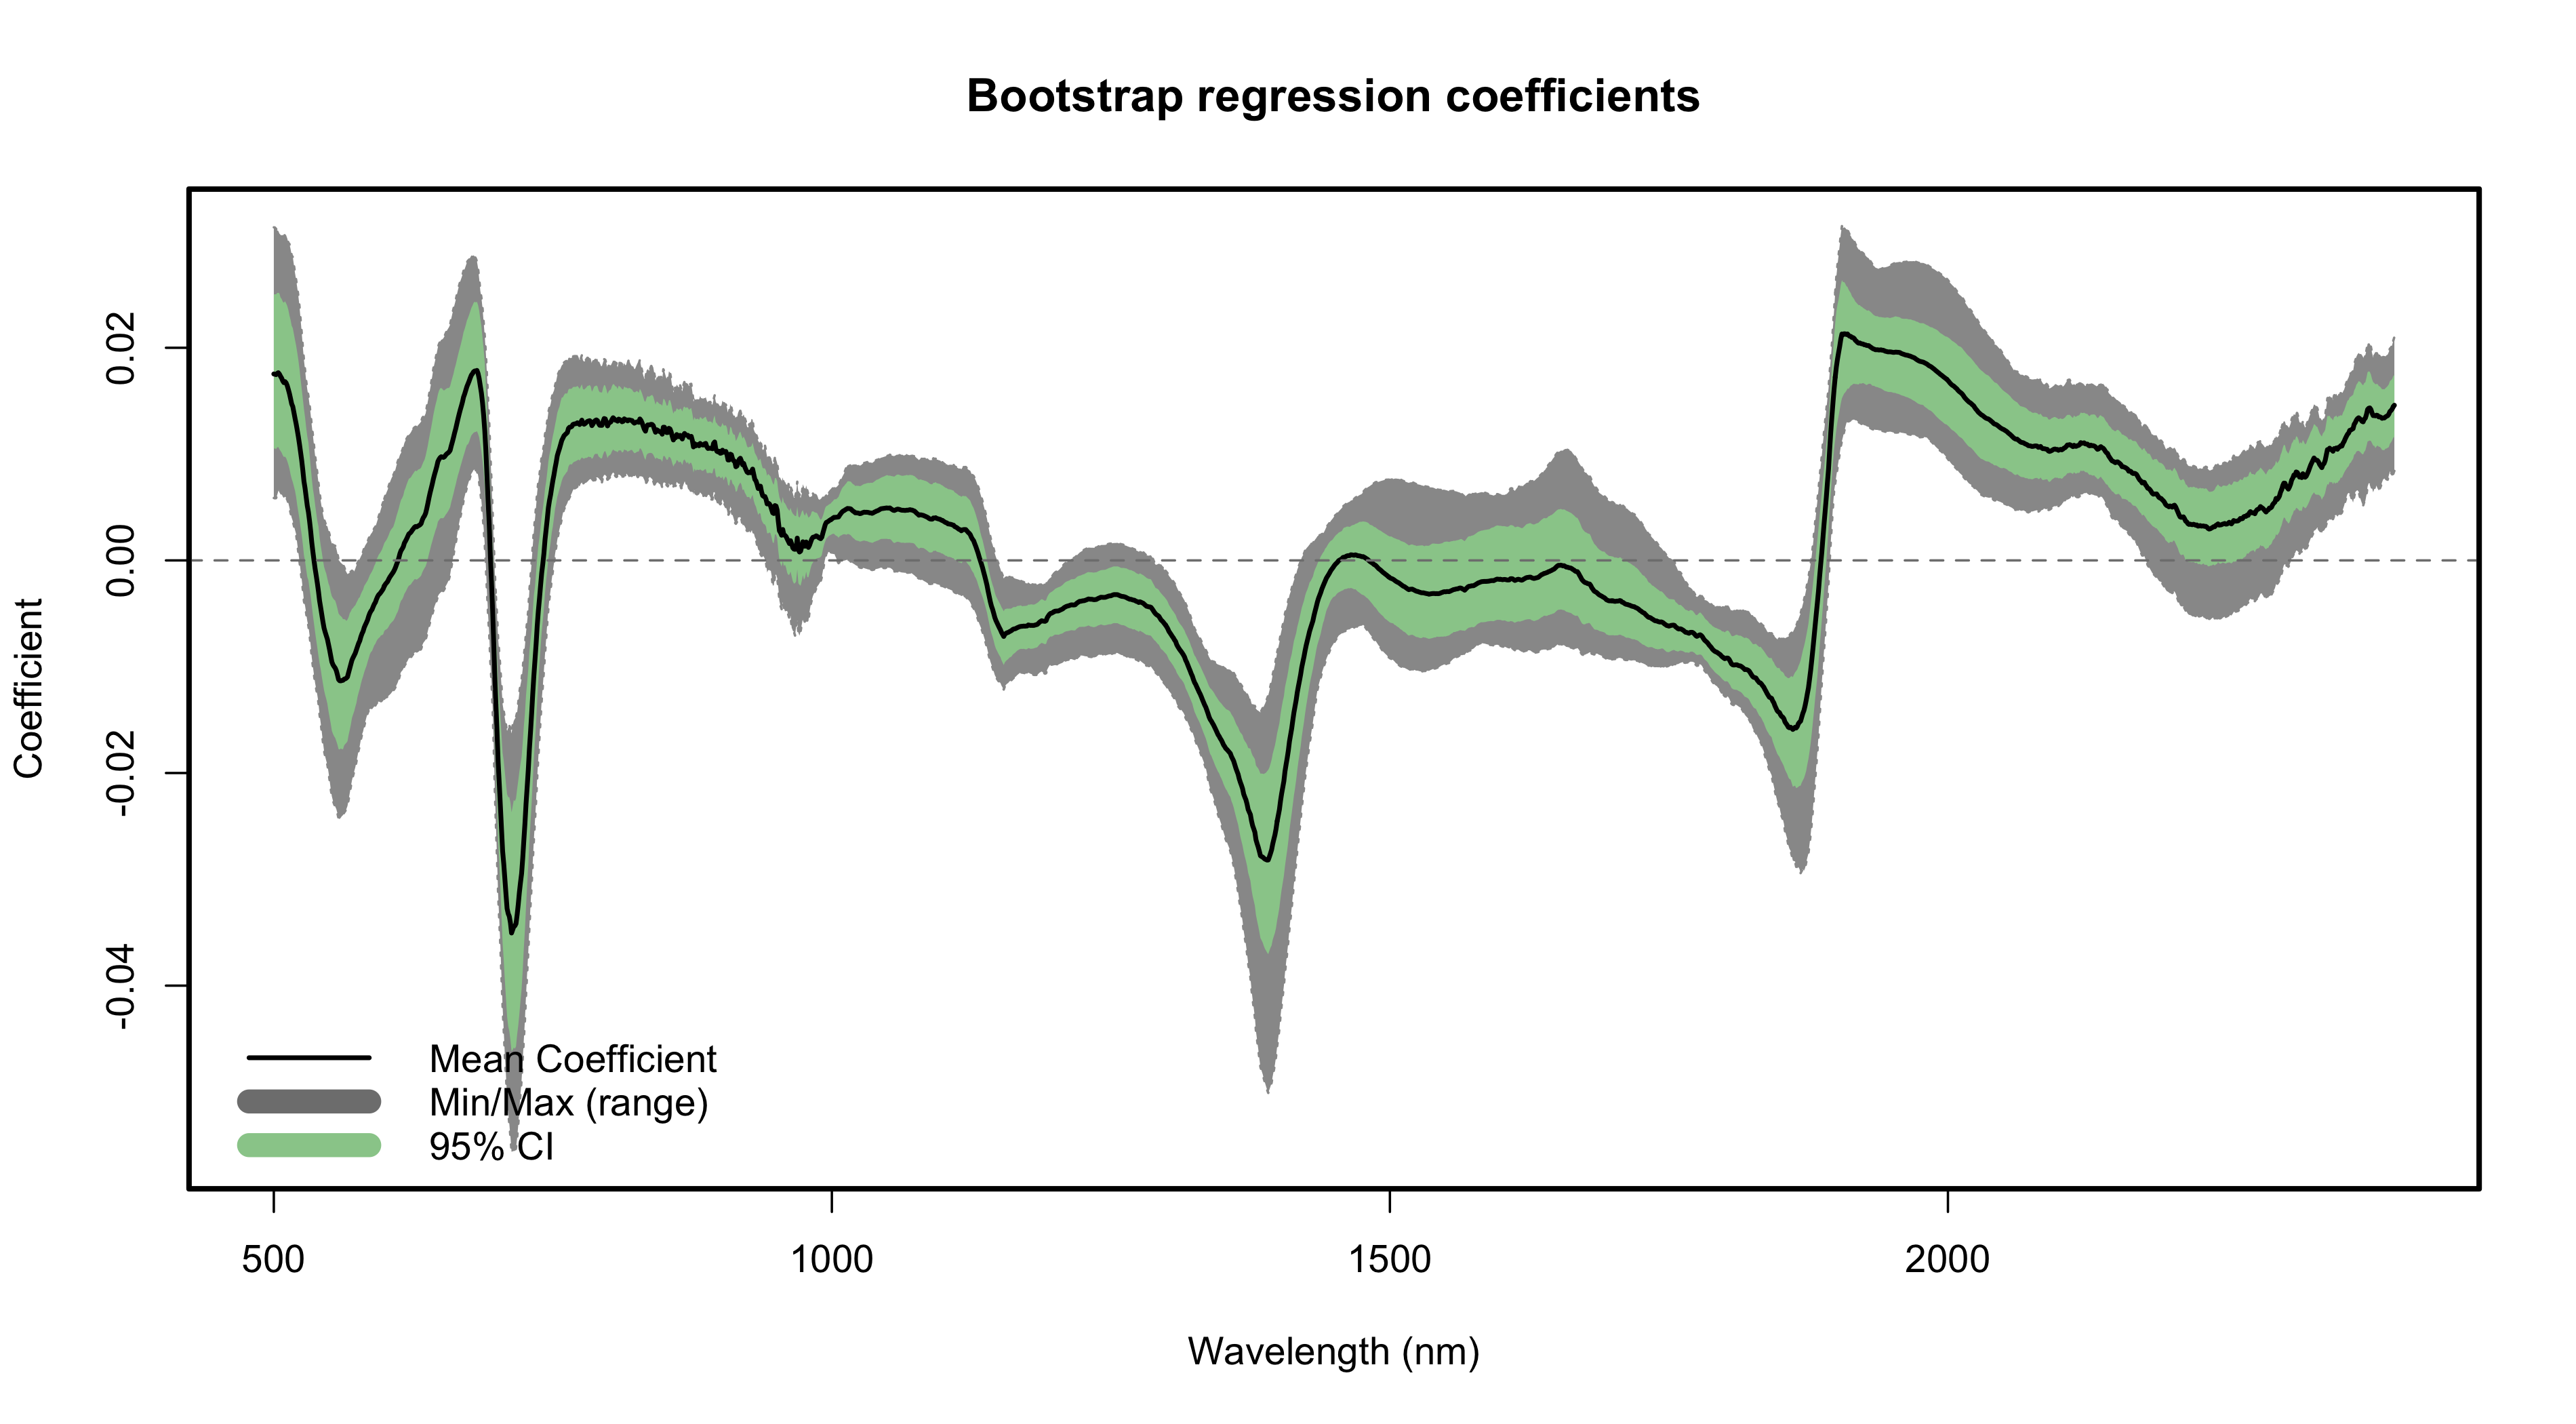 Bootstrap regression coefficients
Coefficient
0.02
0.00
-0.02
-0.04
Mean Coefficient
Min/Max (range)
95% CI
500
1000
1500
2000
Wavelength (nm)